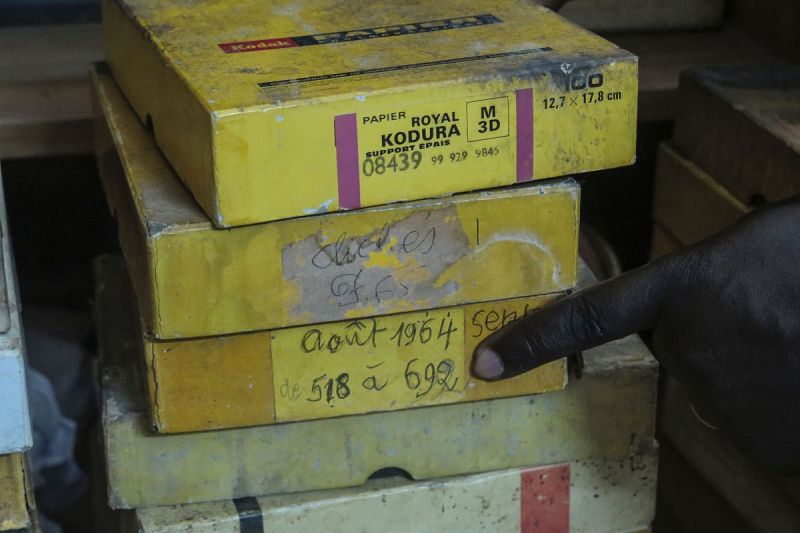 Kodak PAPIER
100
12,7 × 17,8 cm
PAPIER ROYAL
KODURA
SUPPORT ÉPAIS
M
3D
08439 99 929 9845
Août 1964
de 518 à 692